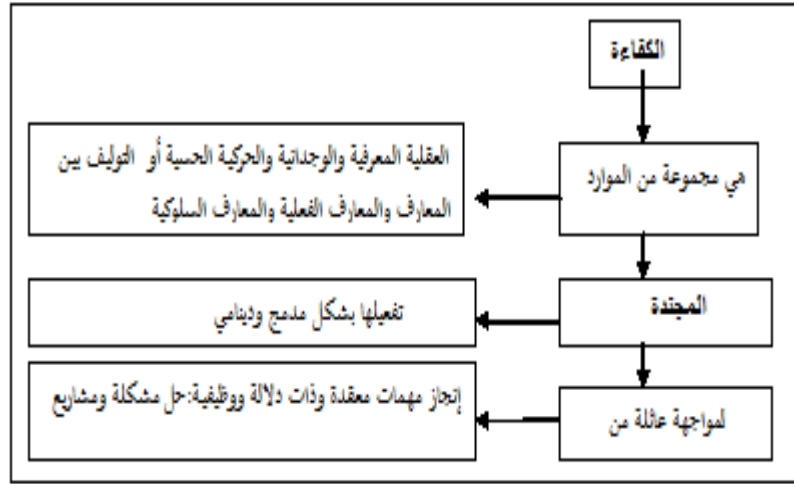 الكفاءة
هي مجموعة من الموارد
العقلية المعرفية والوجدانية والحركية الحسية أو التوليف بين
المعارف والمعارف الفعلية والمعارف السلوكية
المجندة
تفعيلها بشكل مدمج ودينامي
لمواجهة عائلة من
إنجاز مهمات معقدة وذات دلالة ووظيفية:حل مشكلة ومشاريع